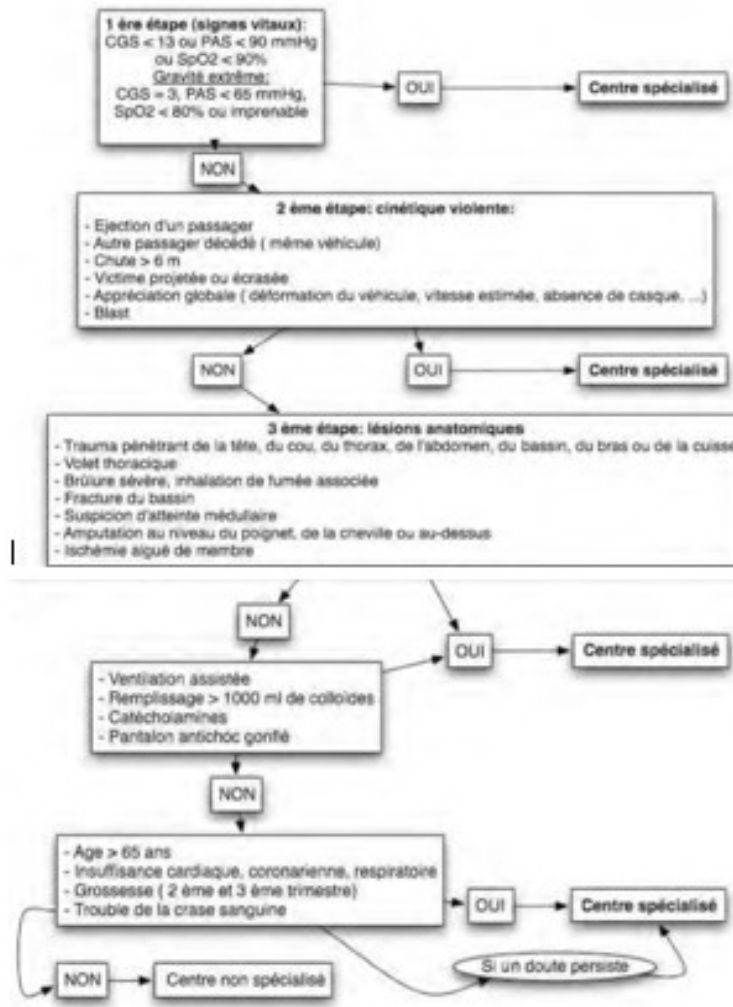 1 ère étape (signes vitaux):
CGS < 13 ou PAS < 90 mmHg
ou SpO2 < 90%
Gravité extrême:
CGS = 3, PAS < 65 mmHg,
SpO2 < 80% ou imprenable
OUI
Centre spécialisé
NON
2 ème étape: cinétique violente:
- Ejection d'un passager
- Autre passager décédé ( même véhicule)
- Chute > 6 m
- Victime projetée ou écrasée
- Appréciation globale ( déformation du véhicule, vitesse estimée, absence de casque, ...)
- Blast
NON
OUI
Centre spécialisé
3 ème étape: lésions anatomiques
- Trauma pénétrant de la tête, du cou, du thorax, de l'abdomen, du bassin, du bras ou de la cuisse
- Volet thoracique
- Brûlure sévère, inhalation de fumée associée
- Fracture du bassin
- Suspicion d'atteinte médullaire
- Amputation au niveau du poignet, de la cheville ou au-dessus
- Ischémie aiguë de membre
NON
OUI
Centre spécialisé
- Ventilation assistée
- Remplissage > 1000 ml de colloïdes
- Catécholamines
- Pantalon antichoc gonflé
NON
- Age > 65 ans
- Insuffisance cardiaque, coronarienne, respiratoire
- Grossesse ( 2 ème et 3 ème trimestre)
- Trouble de la crase sanguine
OUI
Centre spécialisé
Si un doute persiste
NON
Centre non spécialisé